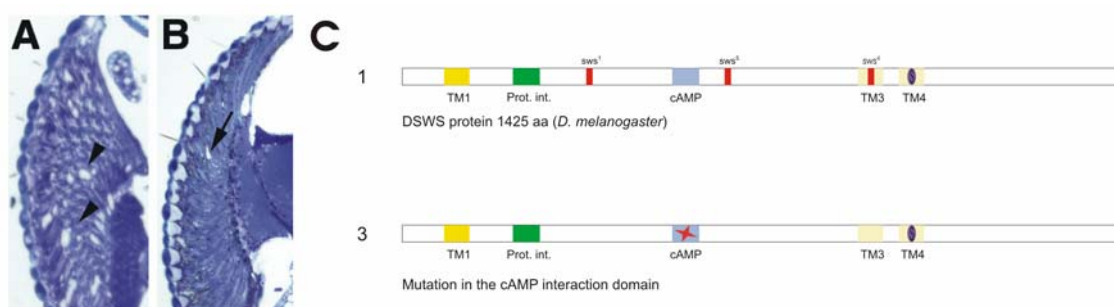 A B C
sws1 sws5 sws4
1
TM1 Prot. int. cAMP TM3 TM4
DSWS protein 1425 aa (D. melanogaster)
3
TM1 Prot. int. cAMP TM3 TM4
Mutation in the cAMP interaction domain